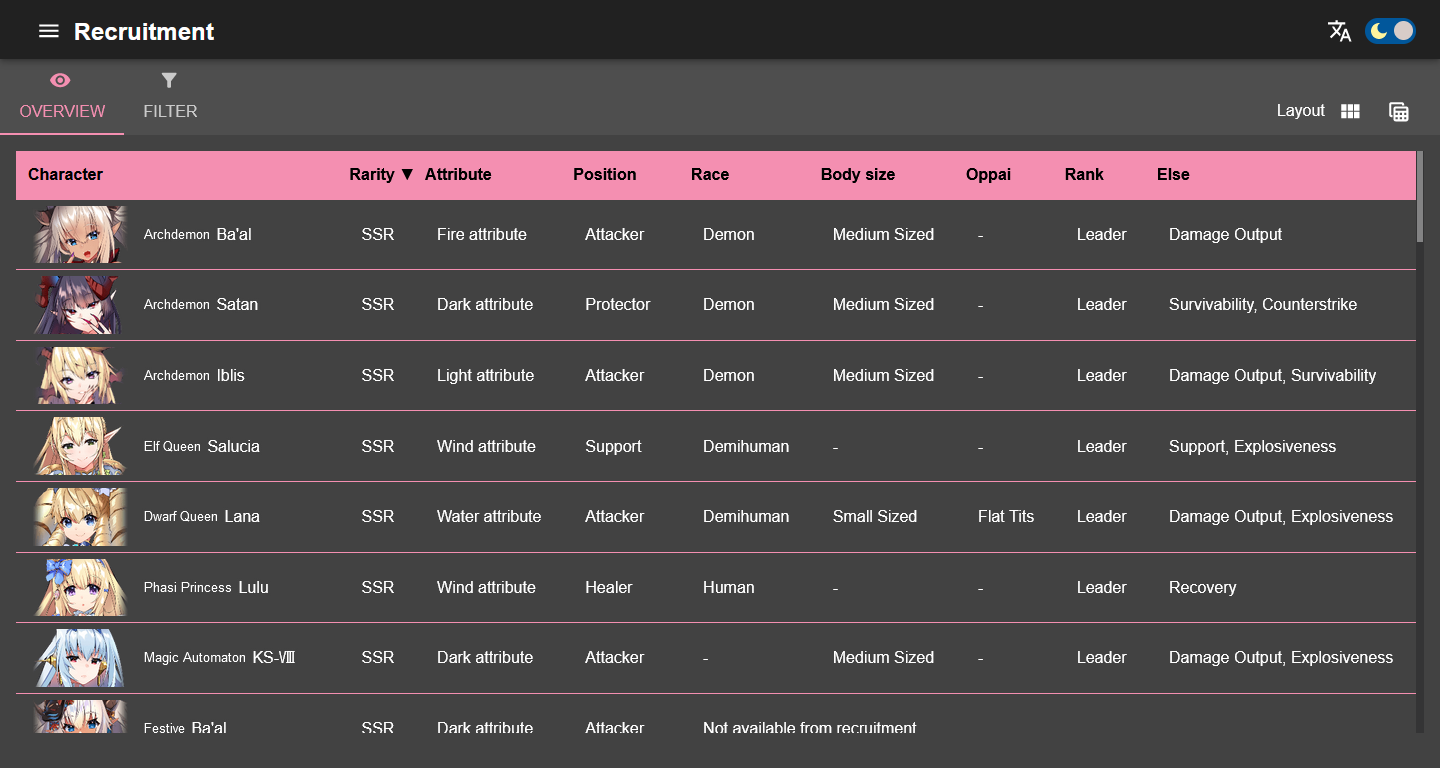 Recruitment
OVERVIEW FILTER
Layout
Character Rarity ▼ Attribute Position Race Body size Oppai Rank Else
Archdemon Ba'al SSR Fire attribute Attacker Demon Medium Sized - Leader Damage Output
Archdemon Satan SSR Dark attribute Protector Demon Medium Sized - Leader Survivability, Counterstrike
Archdemon Iblis SSR Light attribute Attacker Demon Medium Sized - Leader Damage Output, Survivability
Elf Queen Salucia SSR Wind attribute Support Demihuman - - Leader Support, Explosiveness
Dwarf Queen Lana SSR Water attribute Attacker Demihuman Small Sized Flat Tits Leader Damage Output, Explosiveness
Phasi Princess Lulu SSR Wind attribute Healer Human - - Leader Recovery
Magic Automaton KS-Ⅷ SSR Dark attribute Attacker - Medium Sized - Leader Damage Output, Explosiveness
Festive Ba'al SSR Dark attribute Attacker Not available from recruitment